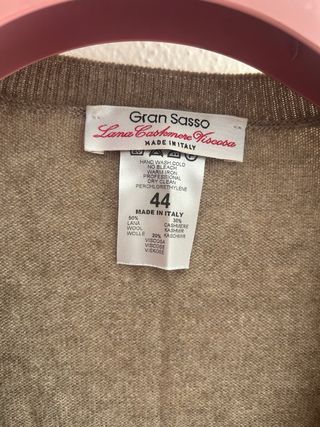 Gran Sasso
Lana Cashmere Viscosa
MADE IN ITALY
HAND WASH COLD
NO BLEACH
WARM IRON
PROFESSIONAL
DRY CLEAN
PERCHLORETHYLENE
44
MADE IN ITALY
50% 30%
LANA CASHMERE
WOOL KASHMIR
WOLLE KASCHMIR
20%
VISCOSA
VISCOSE
VISKOSE